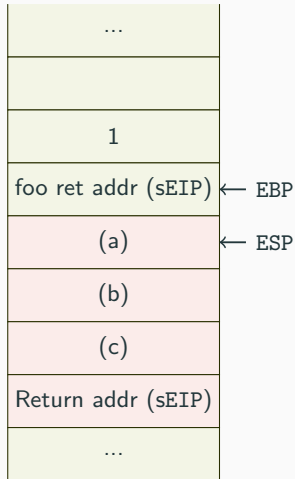 ...
1
foo ret addr (sEIP) ← EBP
(a) ← ESP
(b)
(c)
Return addr (sEIP)
...